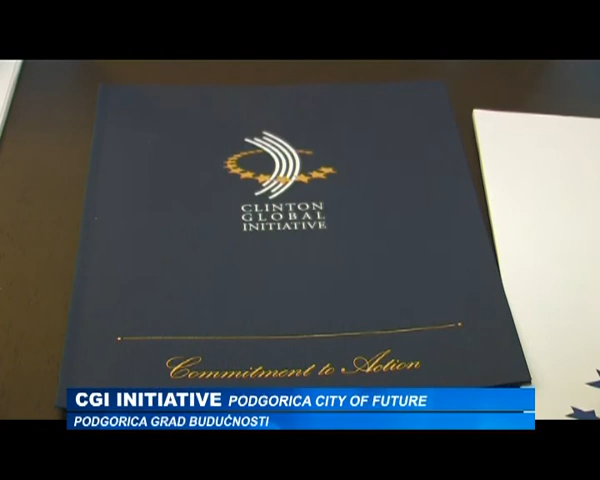 CLINTON
GLOBAL
INITIATIVE
Commitment to Action
CGI INITIATIVE PODGORICA CITY OF FUTURE
PODGORICA GRAD BUDUĆNOSTI